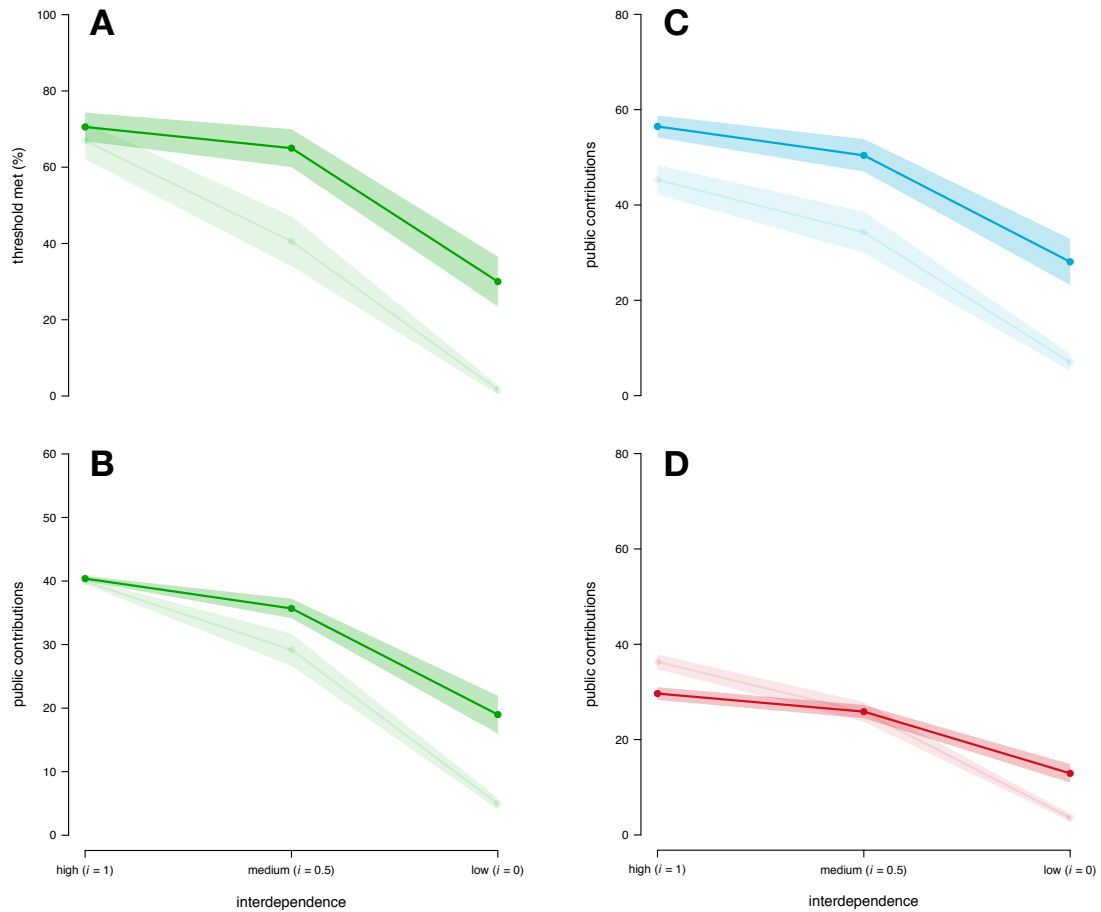 A
100
80
60
40
20
0
threshold met (%)
C
80
60
40
20
0
public contributions
B
60
50
40
30
20
10
0
public contributions
high (i = 1)
medium (i = 0.5)
low (i = 0)
interdependence
D
80
60
40
20
0
public contributions
high (i = 1)
medium (i = 0.5)
low (i = 0)
interdependence